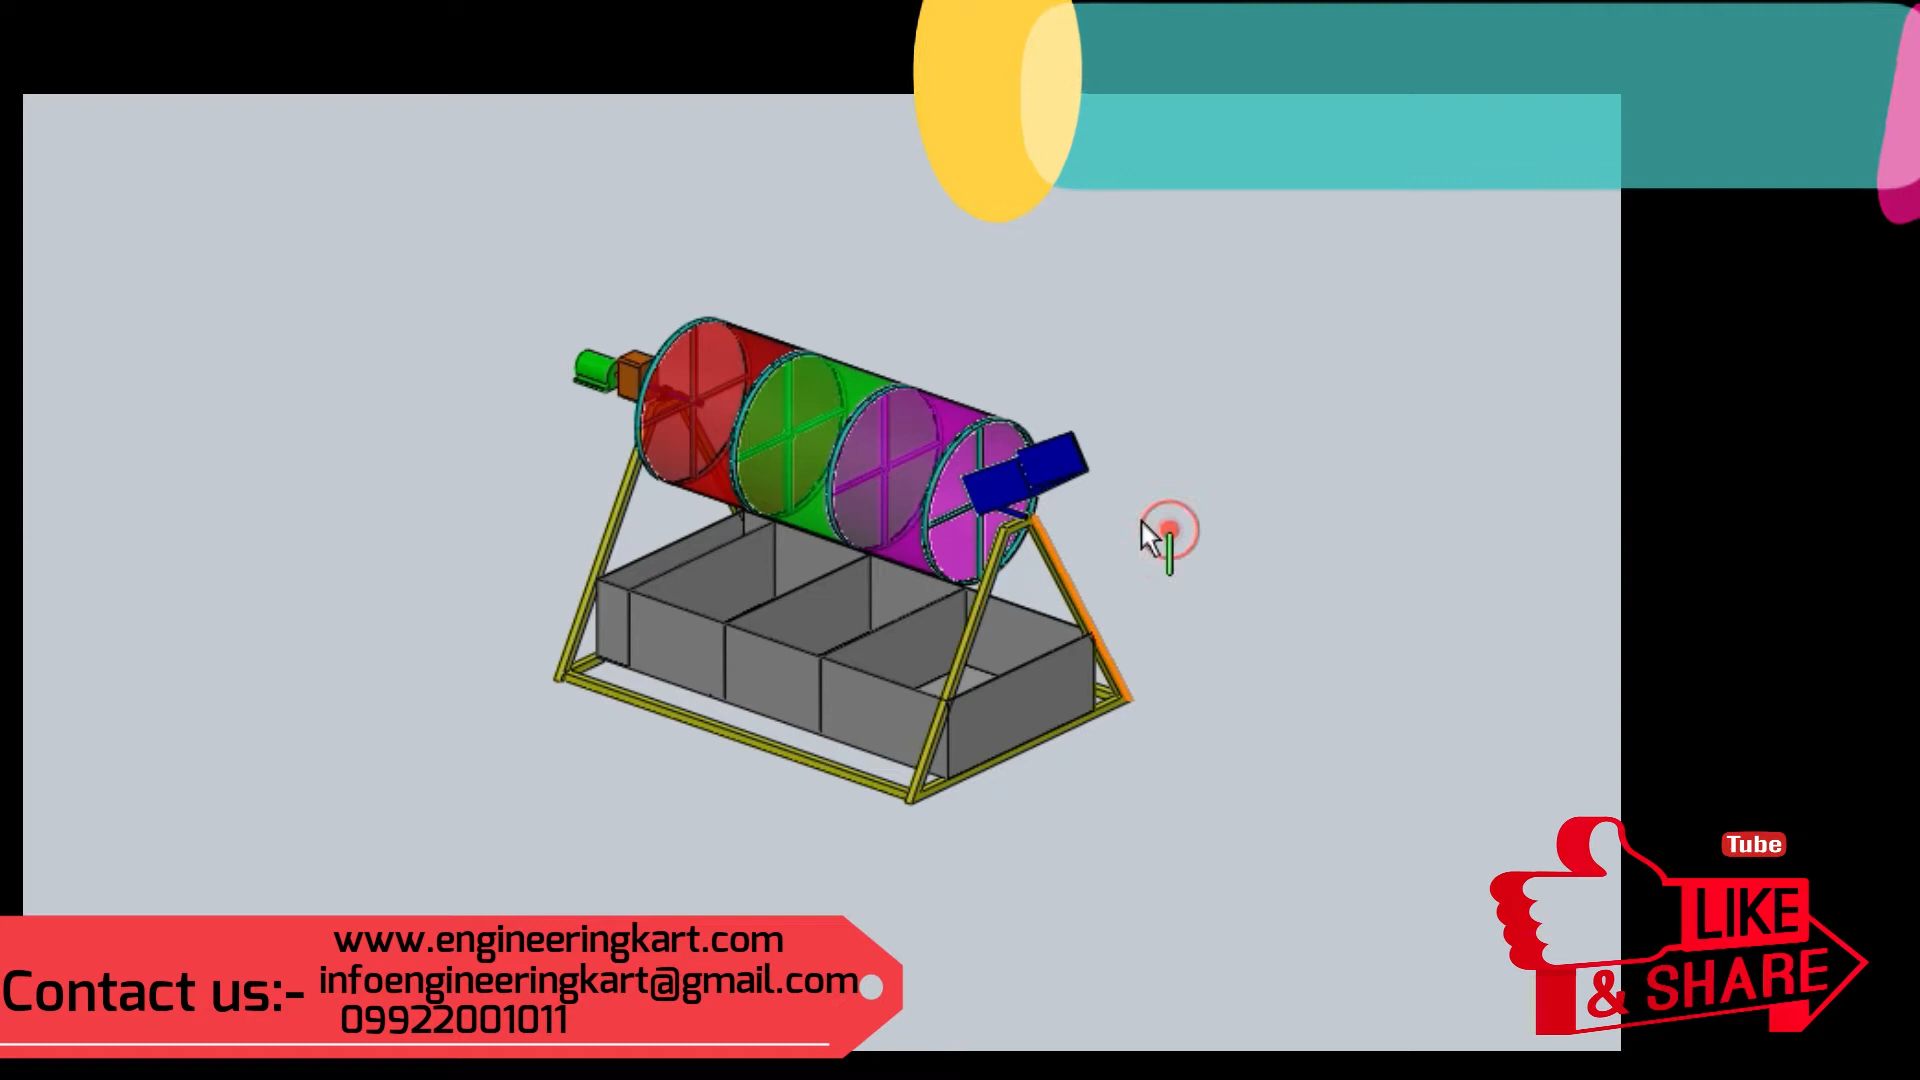 www.engineeringkart.com
Contact us:- infoengineeringkart@gmail.com
09922001011
Tube
LIKE
& SHARE